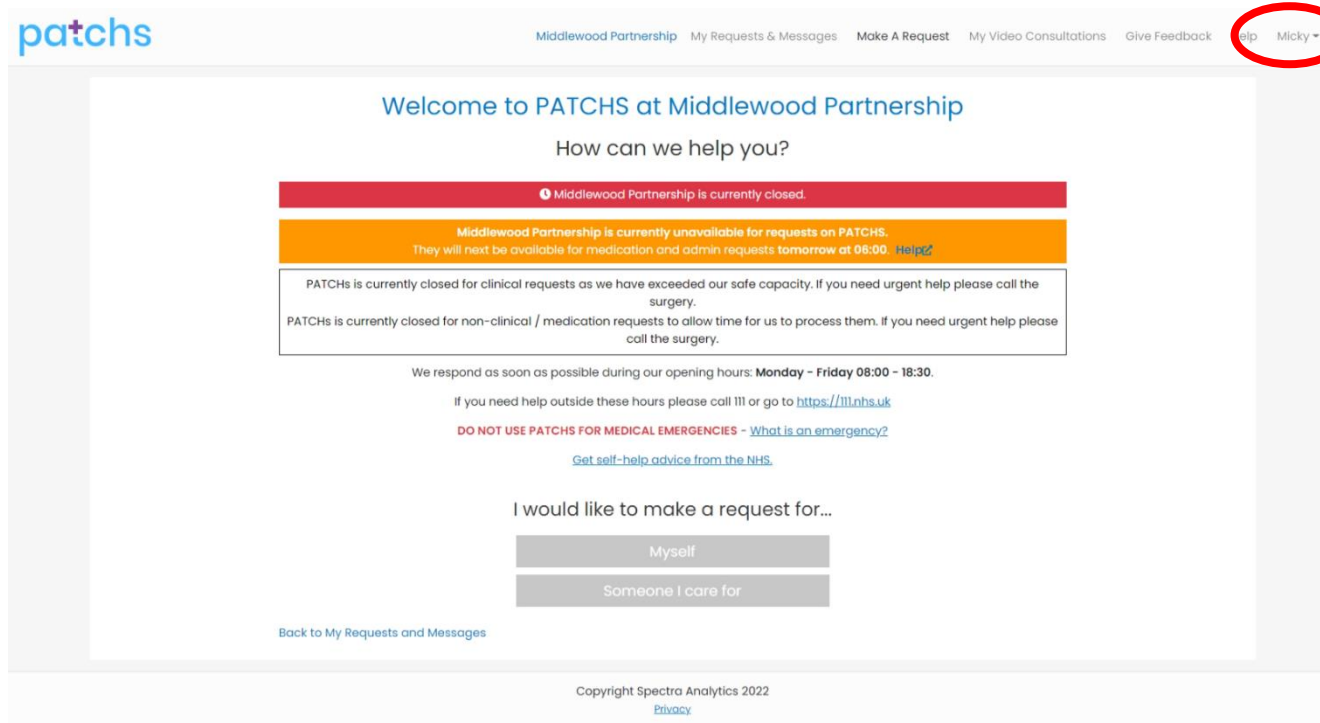 patchs
Middlewood Partnership My Requests & Messages Make A Request My Video Consultations Give Feedback Help Micky
Welcome to PATCHS at Middlewood Partnership
How can we help you?
Middlewood Partnership is currently closed.
Middlewood Partnership is currently unavailable for requests on PATCHS.
They will next be available for medication and admin requests tomorrow at 06:00. Help
PATCHs is currently closed for clinical requests as we have exceeded our safe capacity. If you need urgent help please call the
surgery.
PATCHs is currently closed for non-clinical / medication requests to allow time for us to process them. If you need urgent help please
call the surgery.
We respond as soon as possible during our opening hours: Monday - Friday 08:00 - 18:30.
If you need help outside these hours please call 111 or go to https://111.nhs.uk
DO NOT USE PATCHS FOR MEDICAL EMERGENCIES - What is an emergency?
Get self-help advice from the NHS.
I would like to make a request for...
Myself
Someone I care for
Back to My Requests and Messages
Copyright Spectra Analytics 2022
Privacy